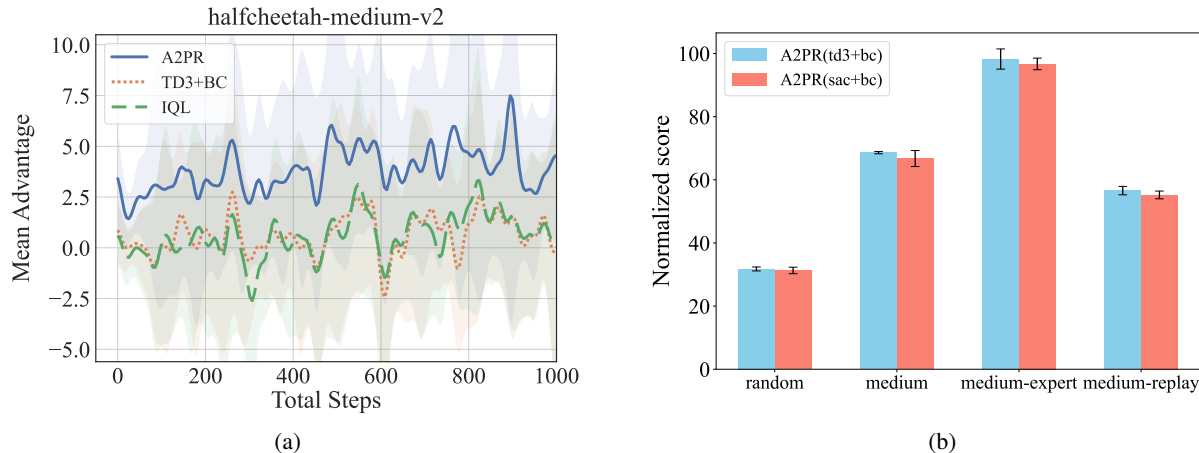 halfcheetah-medium-v2
10.0
7.5
5.0
2.5
0.0
−2.5
−5.0
Mean Advantage
A2PR
TD3+BC
IQL
0 200 400 600 800 1000
Total Steps
(a)
100
80
60
40
20
0
Normalized score
A2PR(td3+bc)
A2PR(sac+bc)
random medium medium-expert medium-replay
(b)